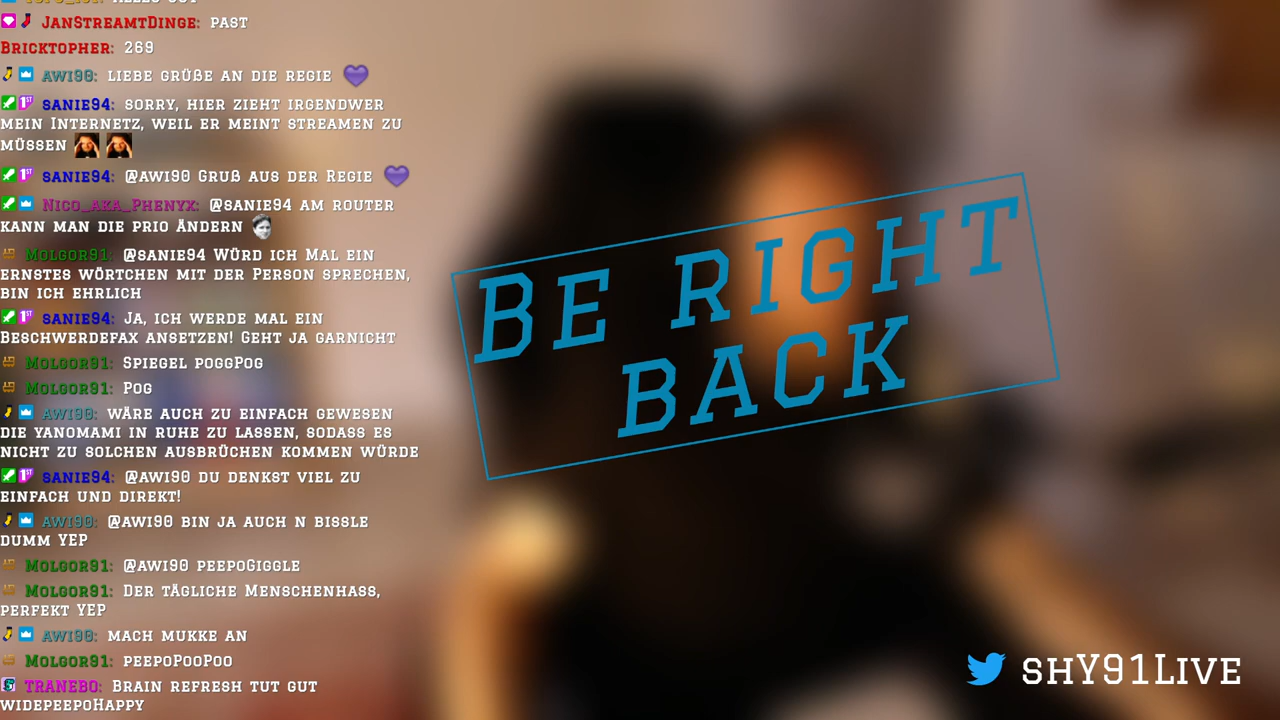 JanStreamtDinge: past
Bricktopher: 269
awi90: liebe grüße an die regie
sanie94: sorry, hier zieht irgendwer
mein Internetz, weil er meint streamen zu
müssen
sanie94: @awi90 Gruß aus der Regie
Nico_aka_Phenyx: @sanie94 am router
kann man die prio ändern
Molgor91: @sanie94 Würd ich Mal ein
ernstes wörtchen mit der Person sprechen,
bin ich ehrlich
sanie94: Ja, ich werde mal ein
Beschwerdefax ansetzen! Geht ja garnicht
Molgor91: Spiegel poggPog
Molgor91: Pog
awi90: wäre auch zu einfach gewesen
die yanomami in ruhe zu lassen, sodass es
nicht zu solchen ausbrüchen kommen würde
sanie94: @awi90 du denkst viel zu
einfach und direkt!
awi90: @awi90 bin ja auch n bissle
dumm YEP
Molgor91: @awi90 peepoGiggle
Molgor91: Der tägliche Menschenhass,
perfekt YEP
awi90: mach mukke an
Molgor91: peepoPooPoo
TRANEBO: Brain refresh tut gut
widepeepoHappy
Be right
back
shY91Live